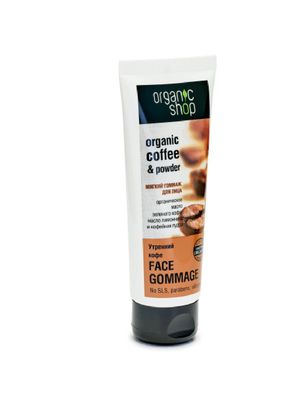 organic
shop
organic
coffee
& powder
МЯГКИЙ ГОММАЖ
ДЛЯ ЛИЦА
органическое
масло
зеленого кофе
масло
и кофейная пудра
Утренний
кофе
FACE
GOMMAGE
No SLS, parabens,